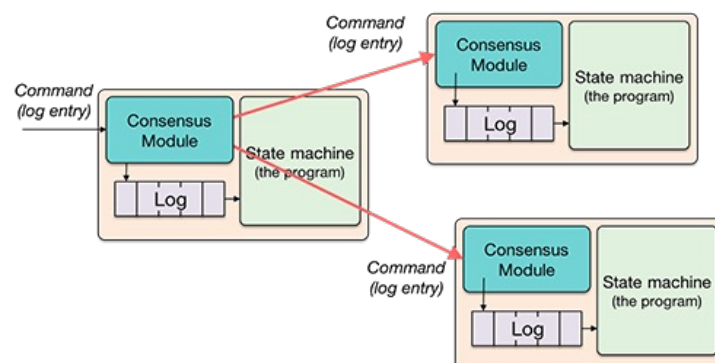 Command
(log entry)
Consensus
Module
State machine
(the program)
Log
Command
(log entry)
Consensus
Module
State machine
(the program)
Log
Command
(log entry)
Consensus
Module
State machine
(the program)
Log